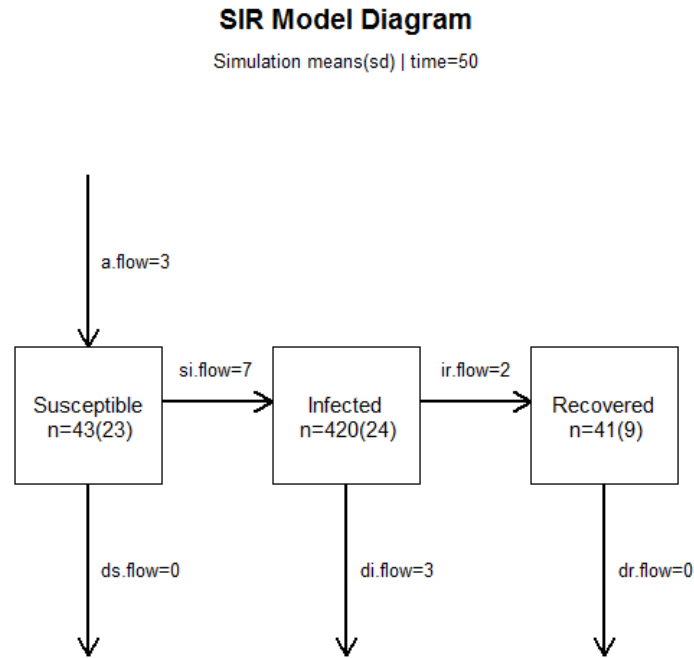 SIR Model Diagram
Simulation means(sd) | time=50
a.flow=3
si.flow=7
ir.flow=2
Susceptible
n=43(23)
Infected
n=420(24)
Recovered
n=41(9)
ds.flow=0
di.flow=3
dr.flow=0